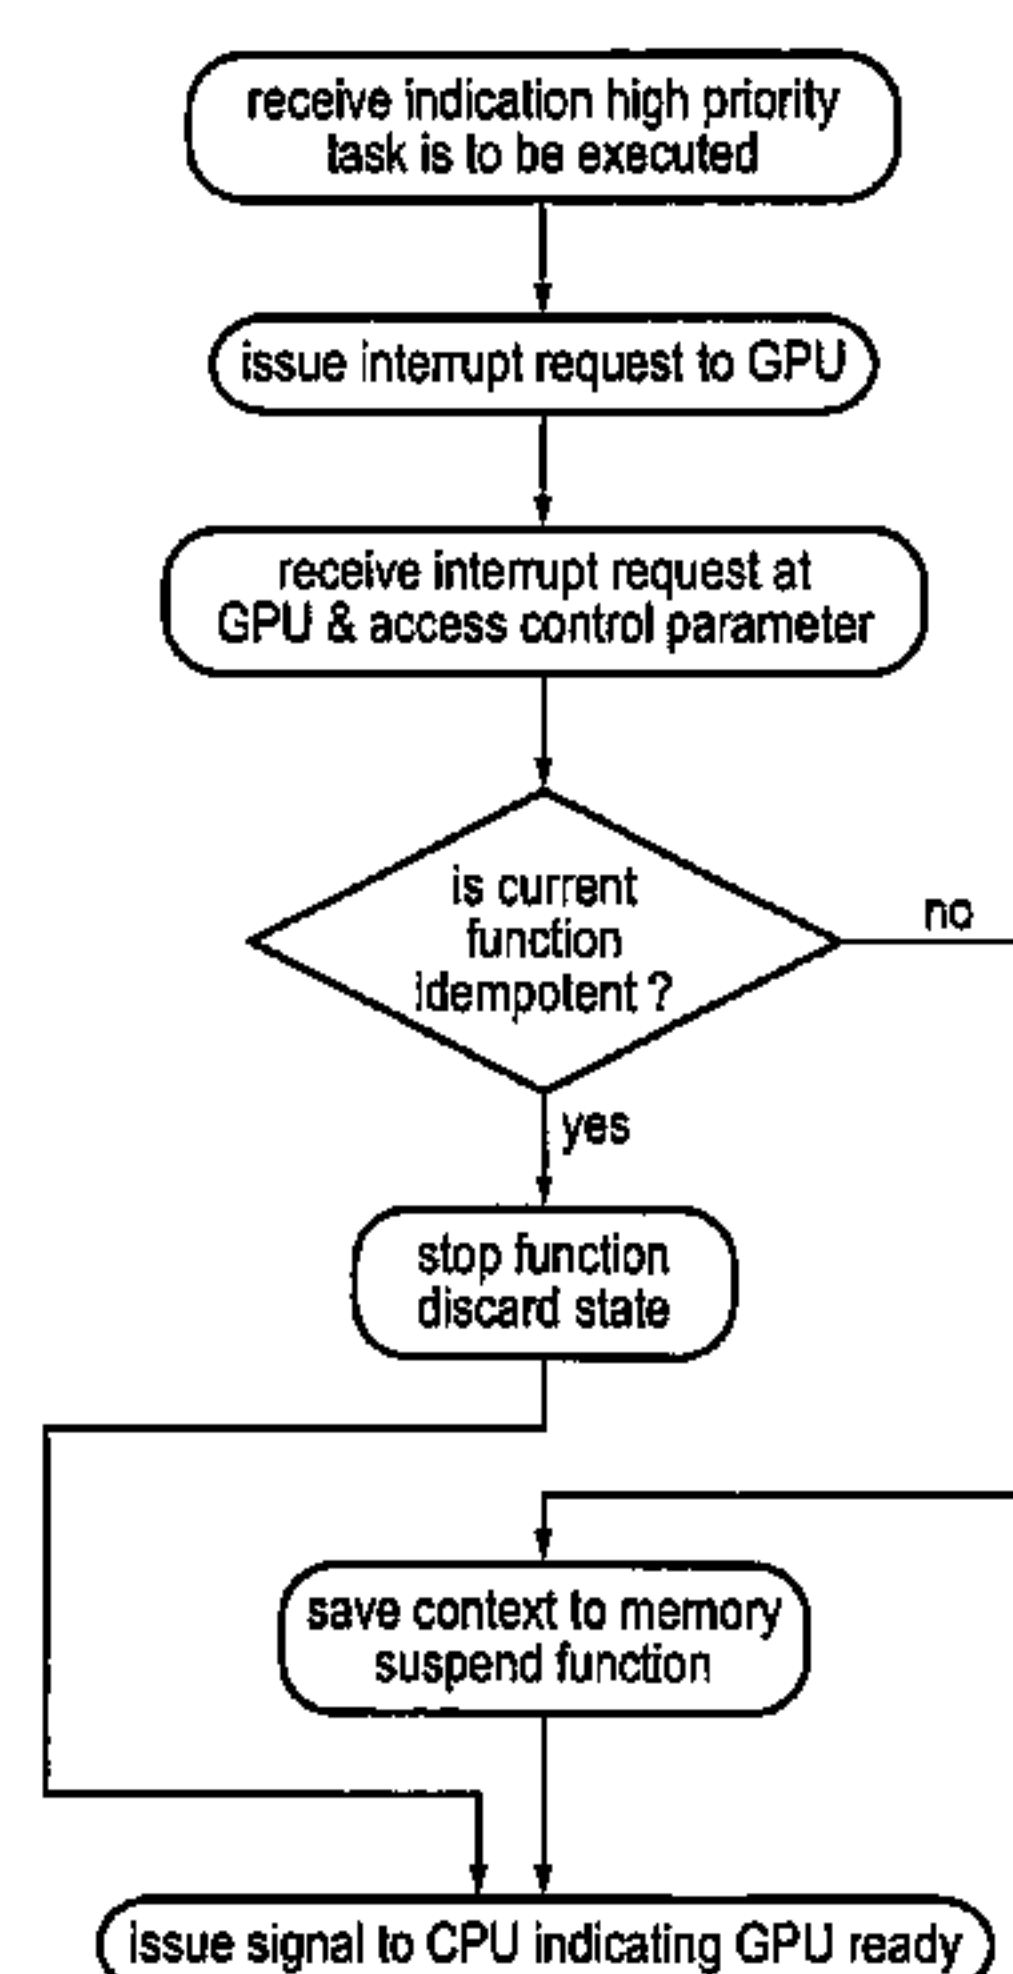 receive indication high priority
task is to be executed
issue interrupt request to GPU
receive interrupt request at
GPU & access control parameter
is current
function
idempotent ?
no
yes
stop function
discard state
save context to memory
suspend function
issue signal to CPU indicating GPU ready